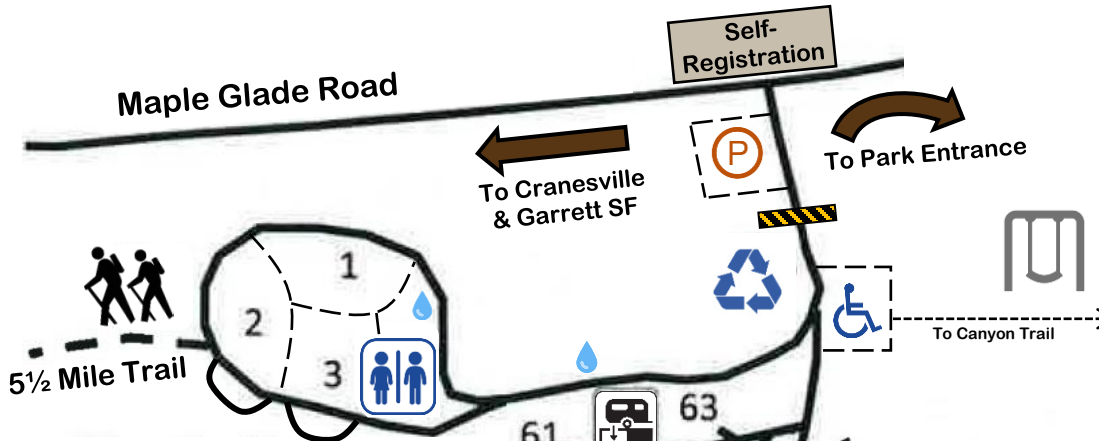 Self-
Registration
Maple Glade Road
P
To Park Entrance
To Cranesville
& Garrett SF
1
2
3
5½ Mile Trail
To Canyon Trail
63
61